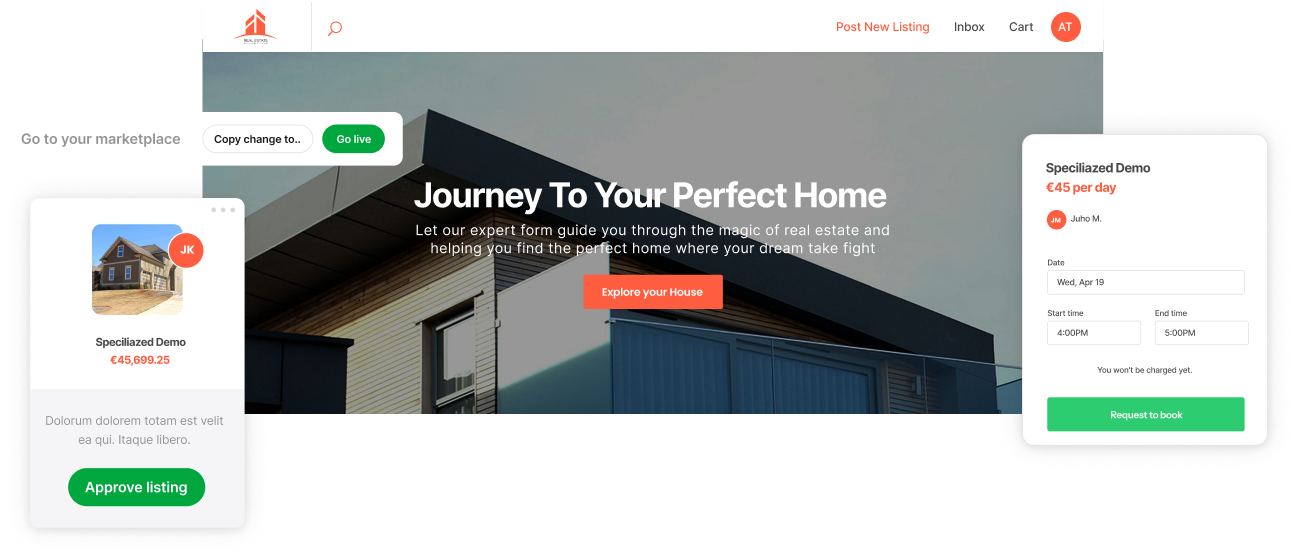 REAL ESTATE
Post New Listing
Inbox
Cart
AT
Go to your marketplace
Copy change to..
Go live
Journey To Your Perfect Home
Let our expert form guide you through the magic of real estate and
helping you find the perfect home where your dream take fight
Explore your House
JK
Speciliazed Demo
€45,699.25
Dolorum dolorem totam est velit
ea qui. Itaque libero.
Approve listing
Speciliazed Demo
€45 per day
JM
Juho M.
Date
Wed, Apr 19
Start time
End time
4:00PM
5:00PM
You won't be charged yet.
Request to book